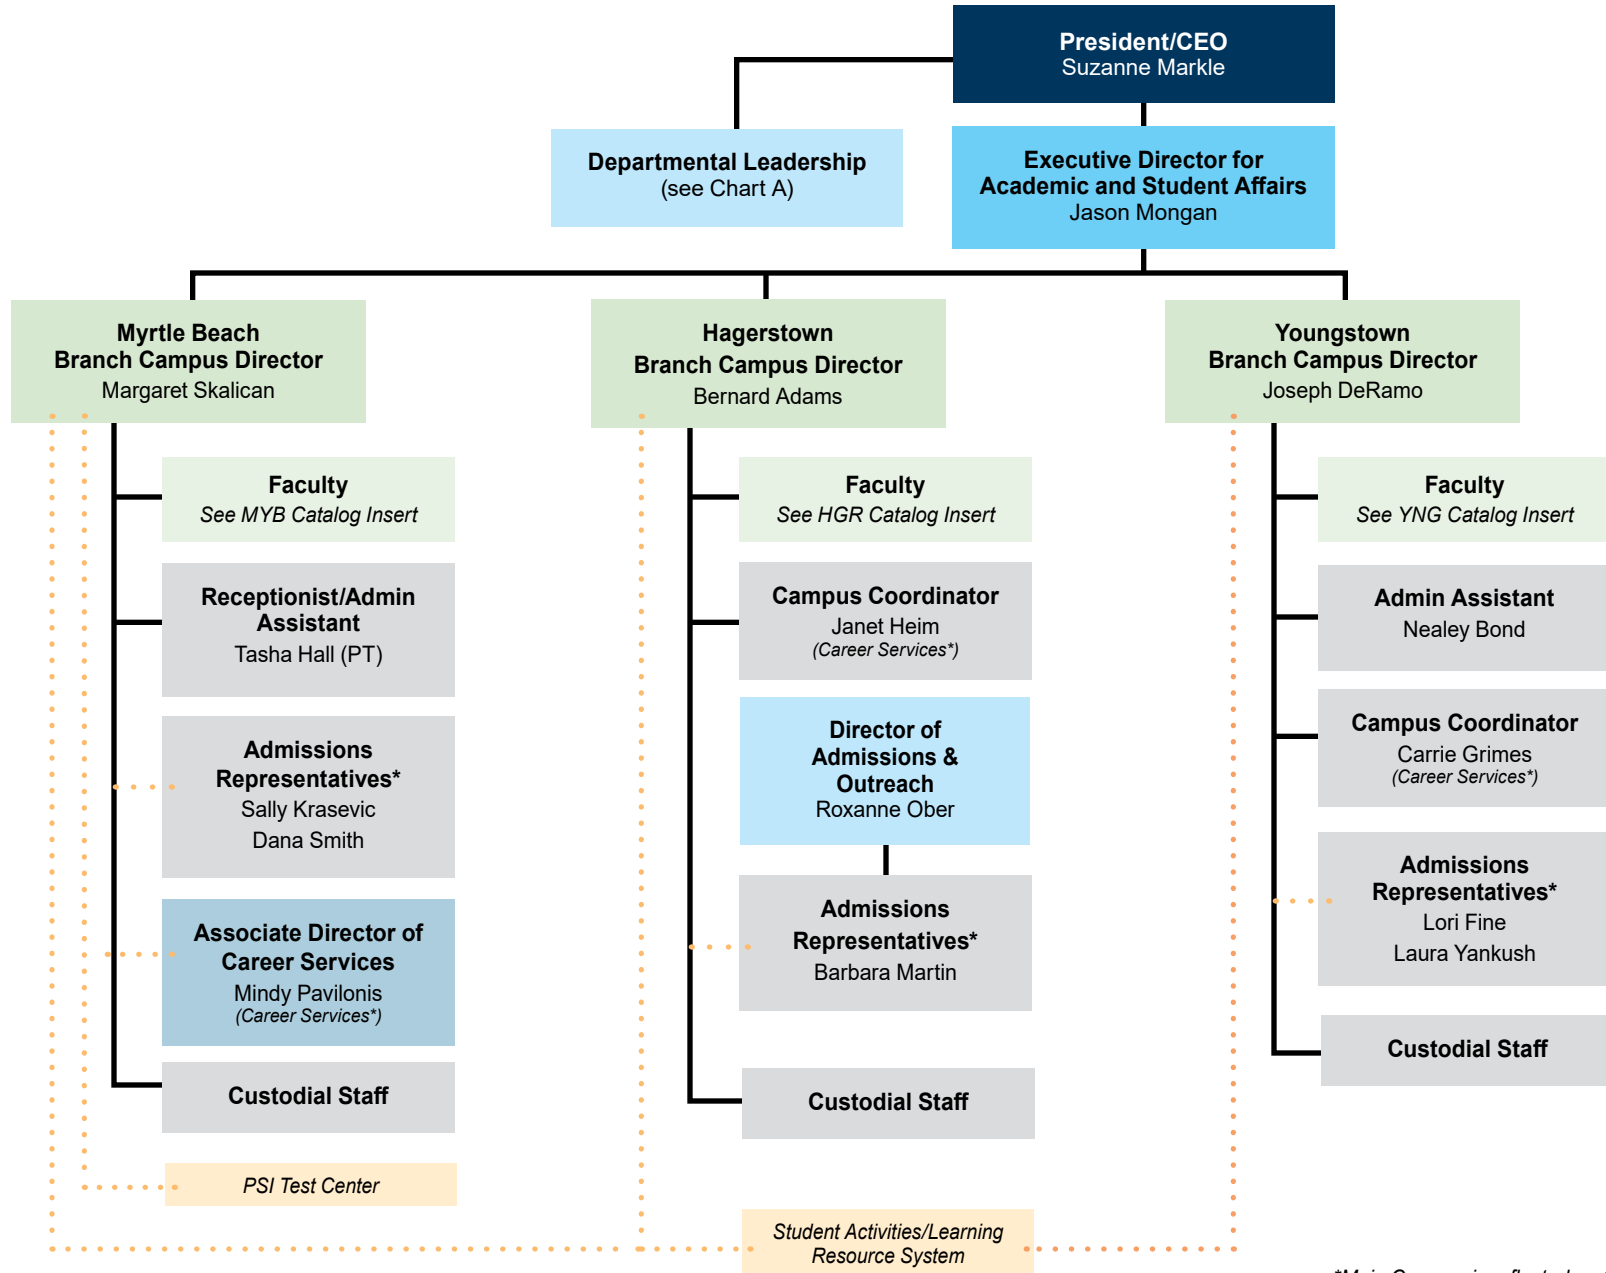 President/CEO
Suzanne Markle
Departmental Leadership
(see Chart A)
Executive Director for
Academic and Student Affairs
Jason Mongan
Myrtle Beach
Branch Campus Director
Margaret Skalican
Hagerstown
Branch Campus Director
Bernard Adams
Youngstown
Branch Campus Director
Joseph DeRamo
Faculty
See MYB Catalog Insert
Receptionist/Admin
Assistant
Tasha Hall (PT)
Admissions
Representatives*
Sally Krasevic
Dana Smith
Associate Director of
Career Services
Mindy Pavilonis
(Career Services*)
Custodial Staff
PSI Test Center
Faculty
See HGR Catalog Insert
Campus Coordinator
Janet Heim
(Career Services*)
Director of
Admissions &
Outreach
Roxanne Ober
Admissions
Representatives*
Barbara Martin
Custodial Staff
Student Activities/Learning
Resource System
Faculty
See YNG Catalog Insert
Admin Assistant
Nealey Bond
Campus Coordinator
Carrie Grimes
(Career Services*)
Admissions
Representatives*
Lori Fine
Laura Yankush
Custodial Staff